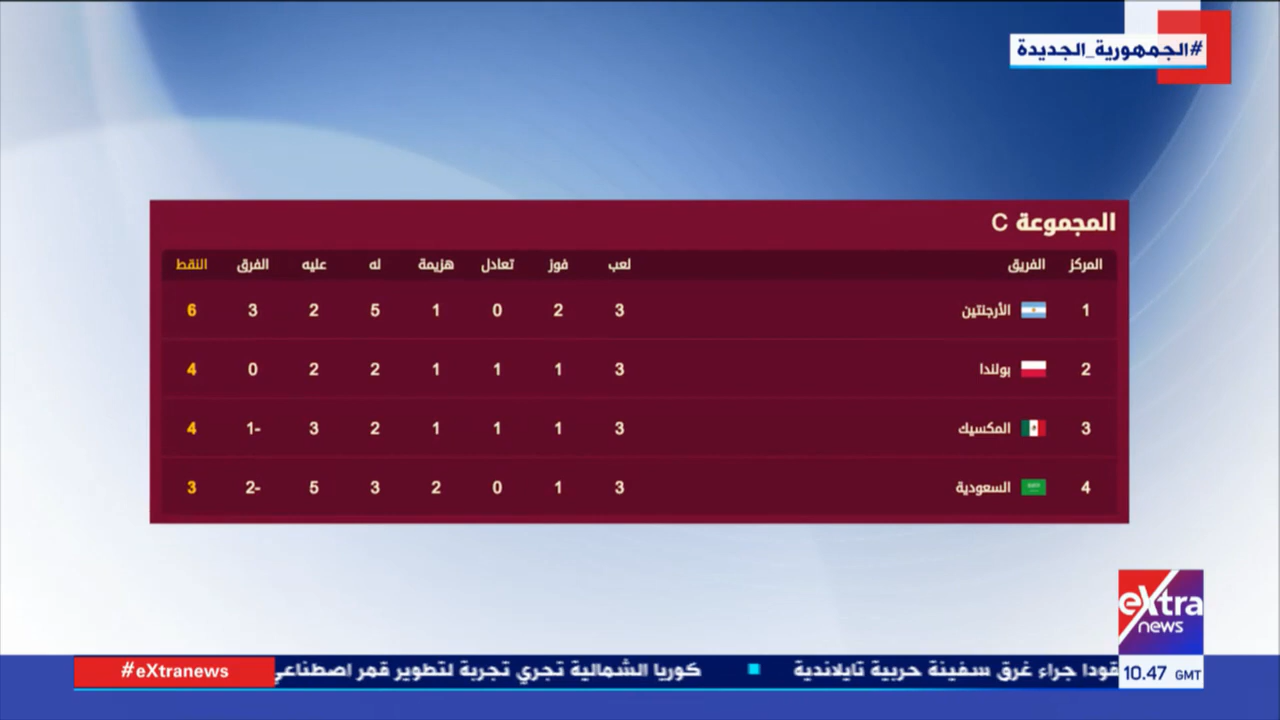 #الجمهورية_الجديدة
المجموعة C
المركز الفريق لعب فوز تعادل هزيمة له عليه الفرق النقط
1 الأرجنتين 3 2 0 1 5 2 3 6
2 بولندا 3 1 1 1 2 2 0 4
3 المكسيك 3 1 1 1 2 3 -1 4
4 السعودية 3 1 0 2 3 5 -2 3
eXtra
news
قودا جراء غرق سفينة حربية تايلاندية كوريا الشمالية تجري تجربة لتطوير قمر اصطناعي
#eXtranews
10.47 GMT